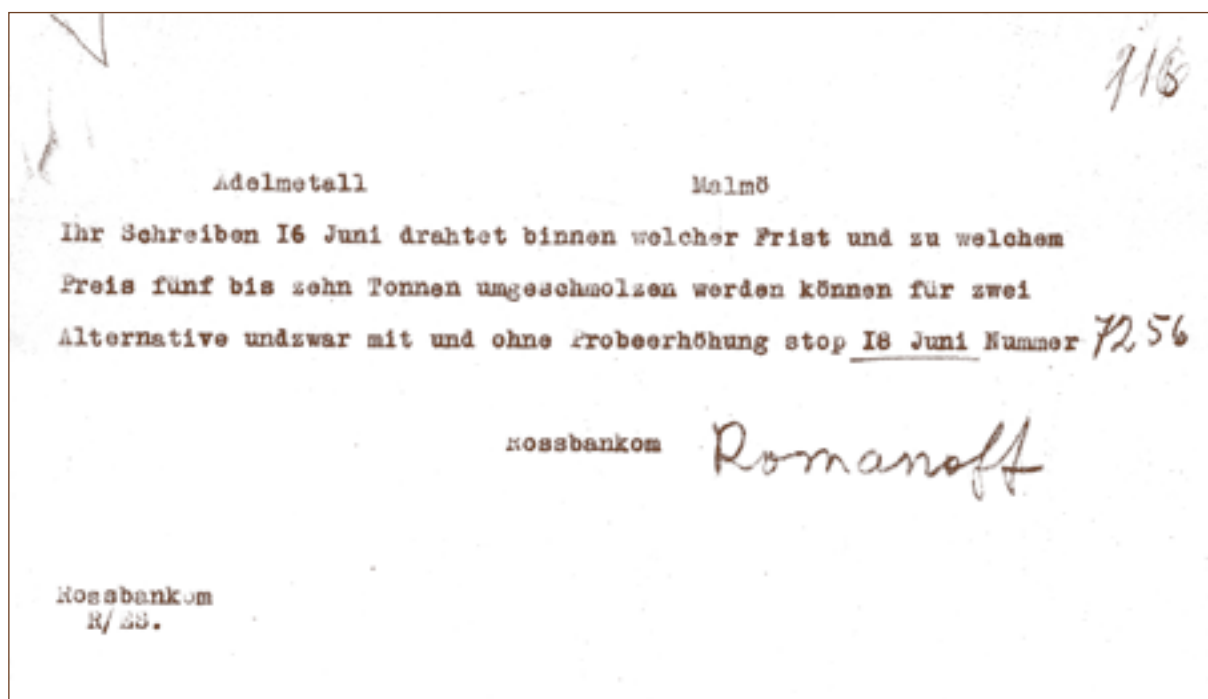 116
Adelmetall Malmö
Ihr Schreiben I6 Juni drahtet binnen welcher Frist und zu welchem
Preis fünf bis zehn Tonnen umgeschmolzen werden können für zwei
Alternative undzwar mit und ohne Probeerhöhung stop I8 Juni Nummer 7256
Rossbankom Romanoff
Rossbankom
R/ES.